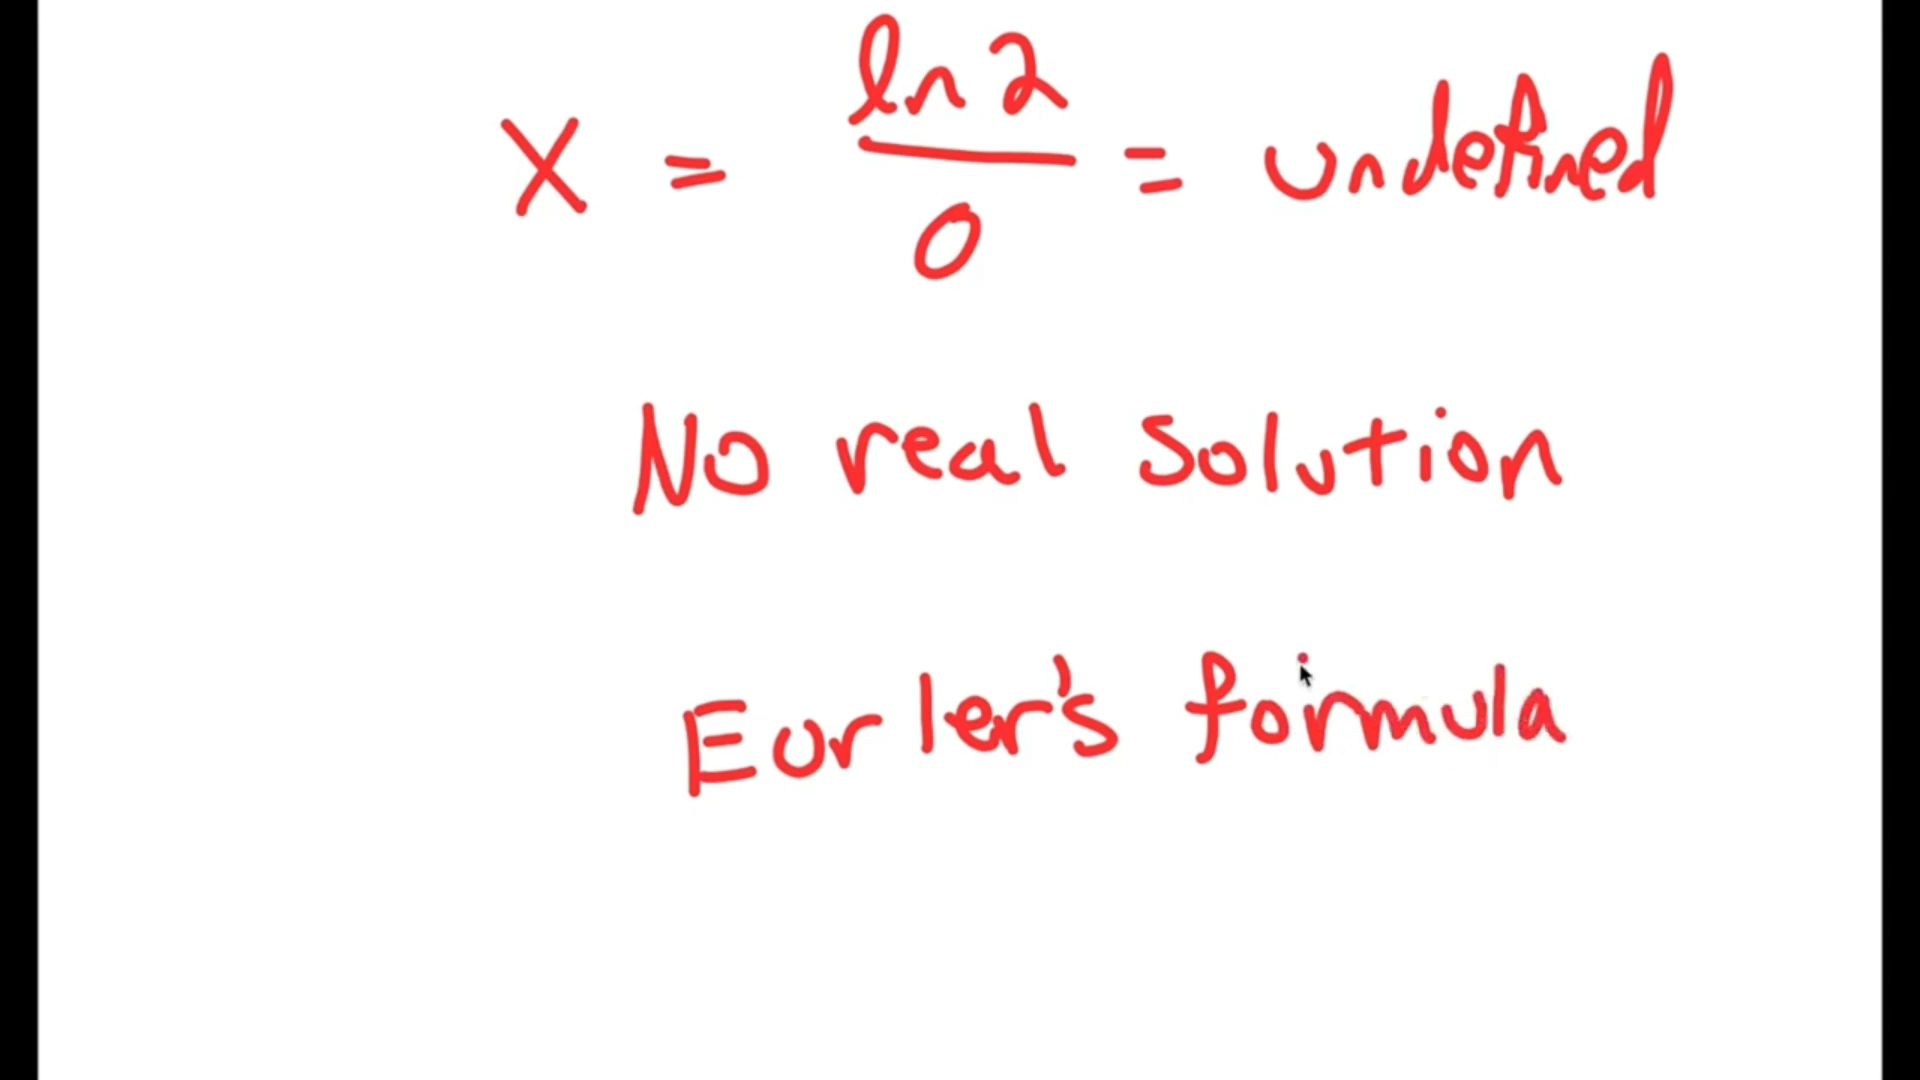 X = ln 2 / 0 = undefined
No real solution
Eurler's formula